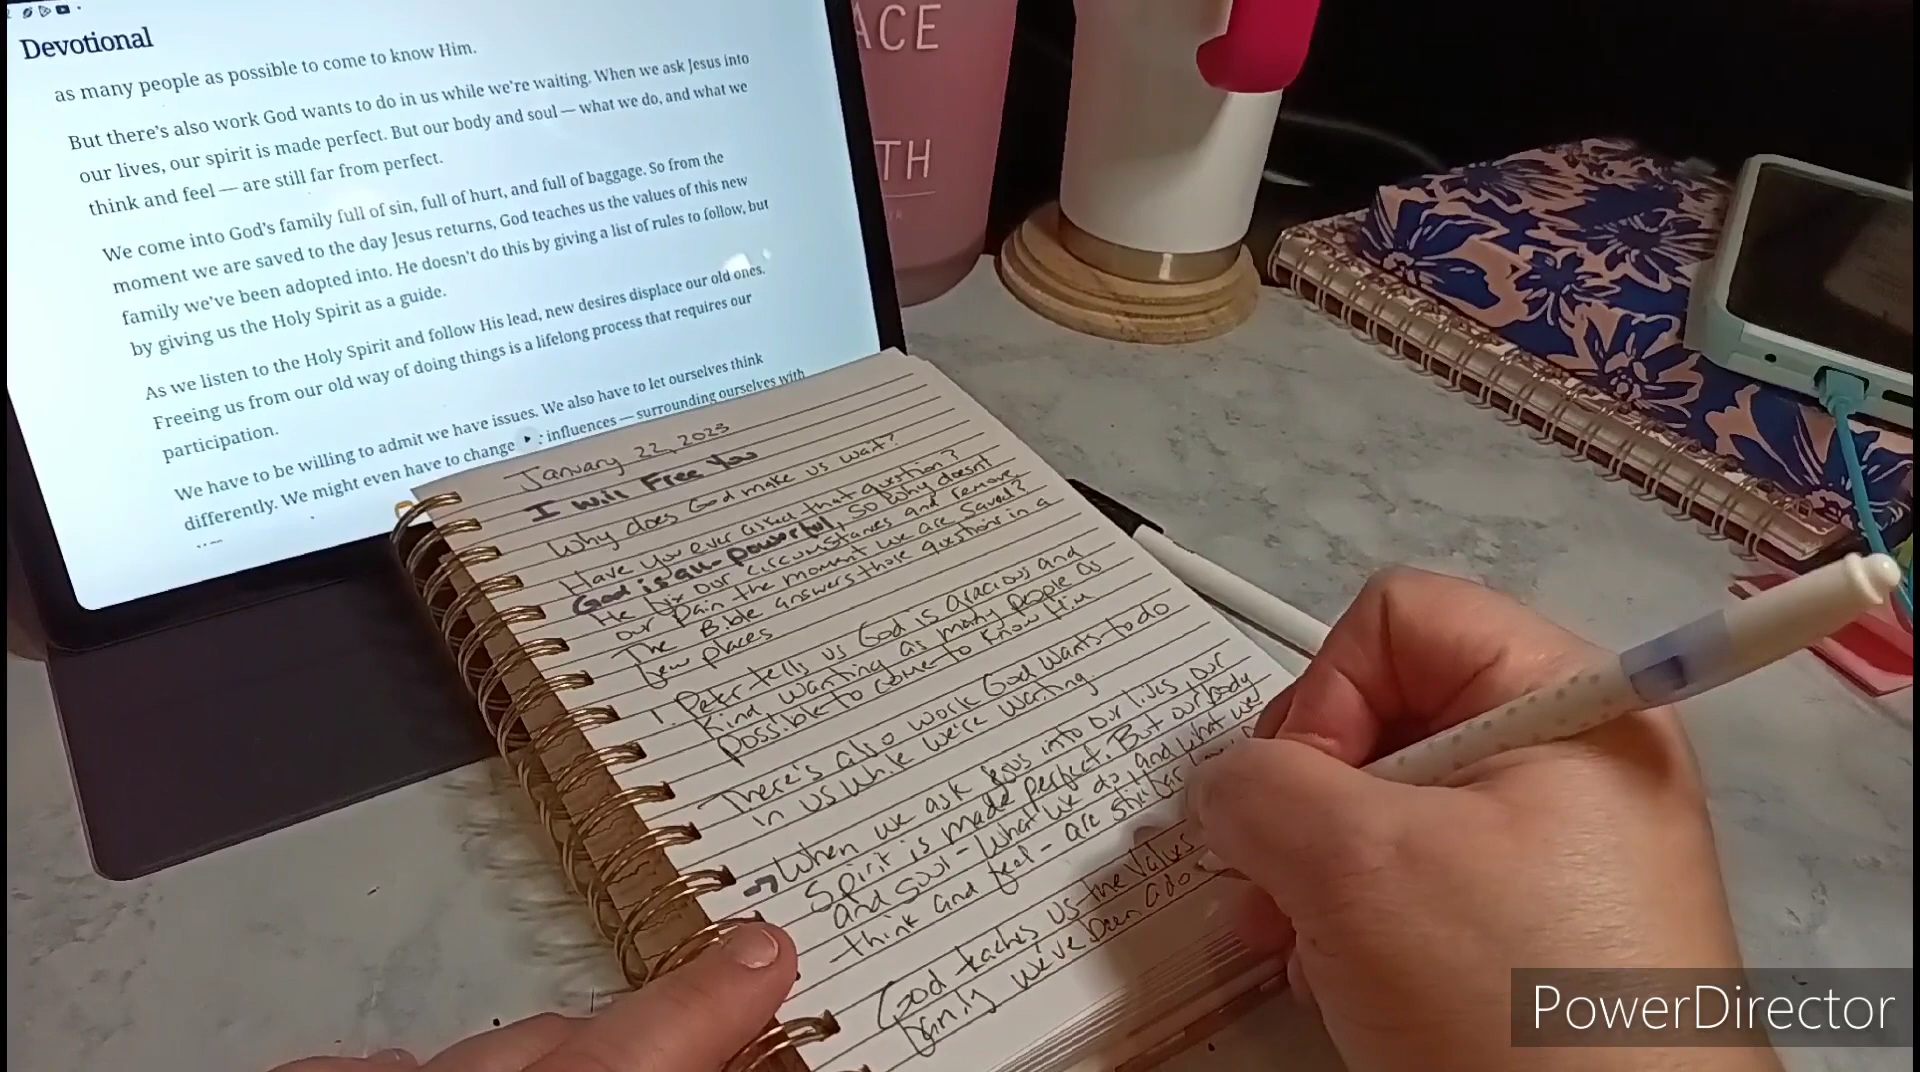 Devotional
as many people as possible to come to know Him.
But there's also work God wants to do in us while we're waiting. When we ask Jesus into
our lives, our spirit is made perfect. But our body and soul — what we do, and what we
think and feel — are still far from perfect.
We come into God's family full of sin, full of hurt, and full of baggage. So from the
moment we are saved to the day Jesus returns, God teaches us the values of this new
family we've been adopted into. He doesn't do this by giving a list of rules to follow, but
by giving us the Holy Spirit as a guide.
As we listen to the Holy Spirit and follow His lead, new desires displace our old ones.
Freeing us from our old way of doing things is a lifelong process that requires our
participation.
We have to be willing to admit we have issues. We also have to let ourselves think
differently. We might even have to change influences — surrounding ourselves with
ACE
TH
January 22, 2023
I will Free You
Why does God make us wait?
Have you ever asked that question?
God is all-powerful, so why doesn't
He fix our circumstances and remove
our pain the moment we are saved?
The Bible answers those questions in a
few places
1. Peter tells us God is gracious and
kind wanting as many people as
possible to come to know Him
There's also work God wants to do
in us while we're waiting.
→ When we ask Jesus into our lives, our
Spirit is made perfect. But our body
and soul - what we do and what we
think and feel - are still far
God teaches us the values
family we've been ado
PowerDirector